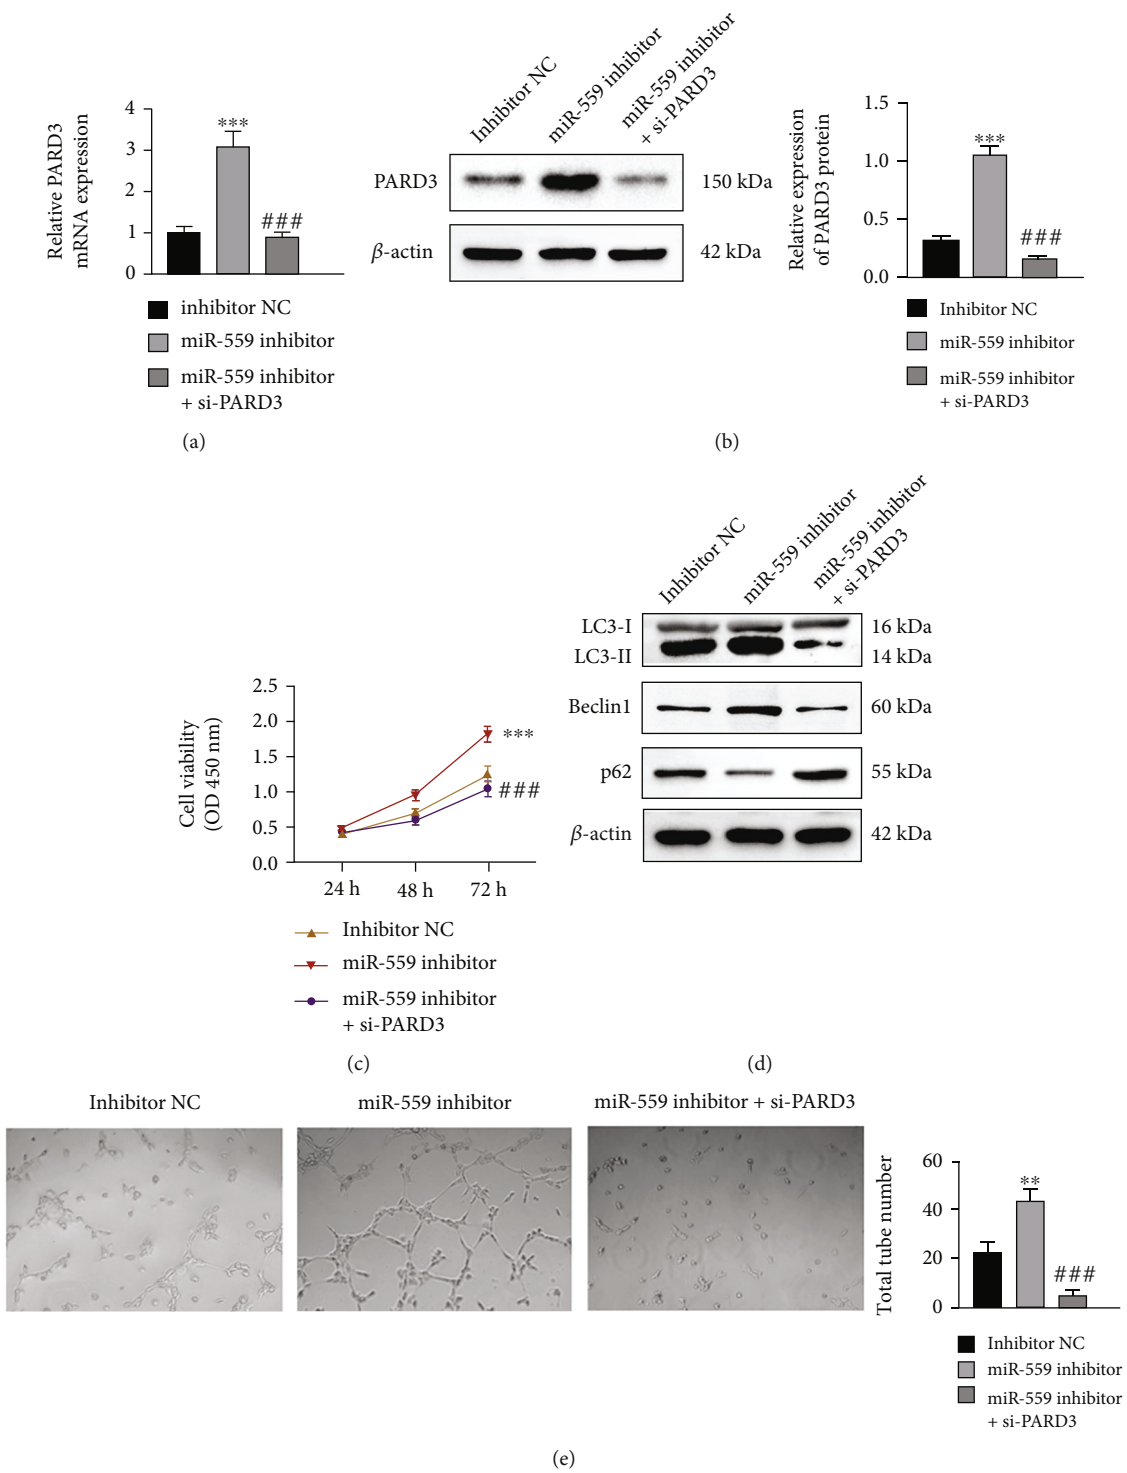 Relative PARD3
mRNA expression
4
3
2
1
0
***
###
inhibitor NC
miR-559 inhibitor
miR-559 inhibitor
+ si-PARD3
(a)
Inhibitor NC
miR-559 inhibitor
miR-559 inhibitor
+ si-PARD3
PARD3
150 kDa
β-actin
42 kDa
Relative expression
of PARD3 protein
1.5
1.0
0.5
0.0
***
###
Inhibitor NC
miR-559 inhibitor
miR-559 inhibitor
+ si-PARD3
(b)
Cell viability
(OD 450 nm)
2.5
2.0
1.5
1.0
0.5
0.0
***
###
24 h
48 h
72 h
Inhibitor NC
miR-559 inhibitor
miR-559 inhibitor
+ si-PARD3
(c)
Inhibitor NC
miR-559 inhibitor
miR-559 inhibitor
+ si-PARD3
LC3-I
16 kDa
LC3-II
14 kDa
Beclin1
60 kDa
p62
55 kDa
β-actin
42 kDa
(d)
Inhibitor NC
miR-559 inhibitor
miR-559 inhibitor + si-PARD3
Total tube number
60
40
20
0
**
###
Inhibitor NC
miR-559 inhibitor
miR-559 inhibitor
+ si-PARD3
(e)